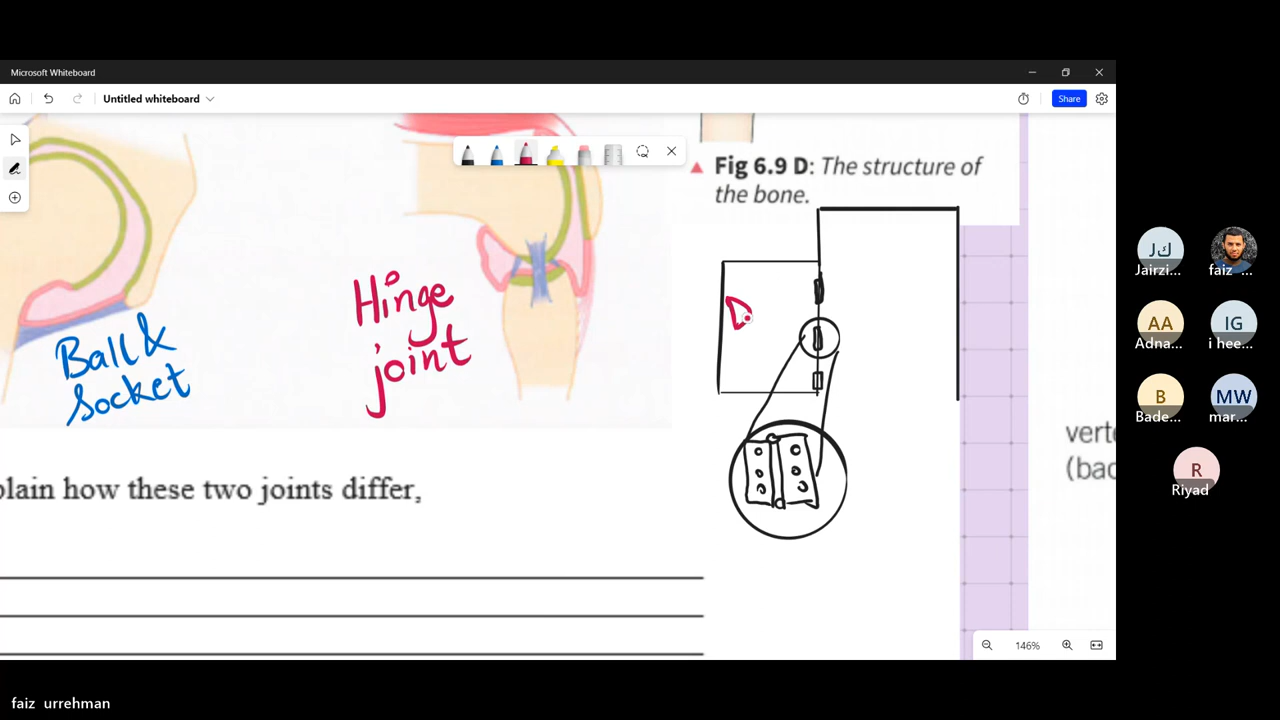 Microsoft Whiteboard
Untitled whiteboard
Share
Fig 6.9 D: The structure of
the bone.
Hinge
joint
Ball &
Socket
plain how these two joints differ,
verte
(bac
146%
Jairzi...
faiz ...
AA
Adna...
IG
i hee...
B
Bade...
MW
mar...
R
Riyad
faiz urrehman